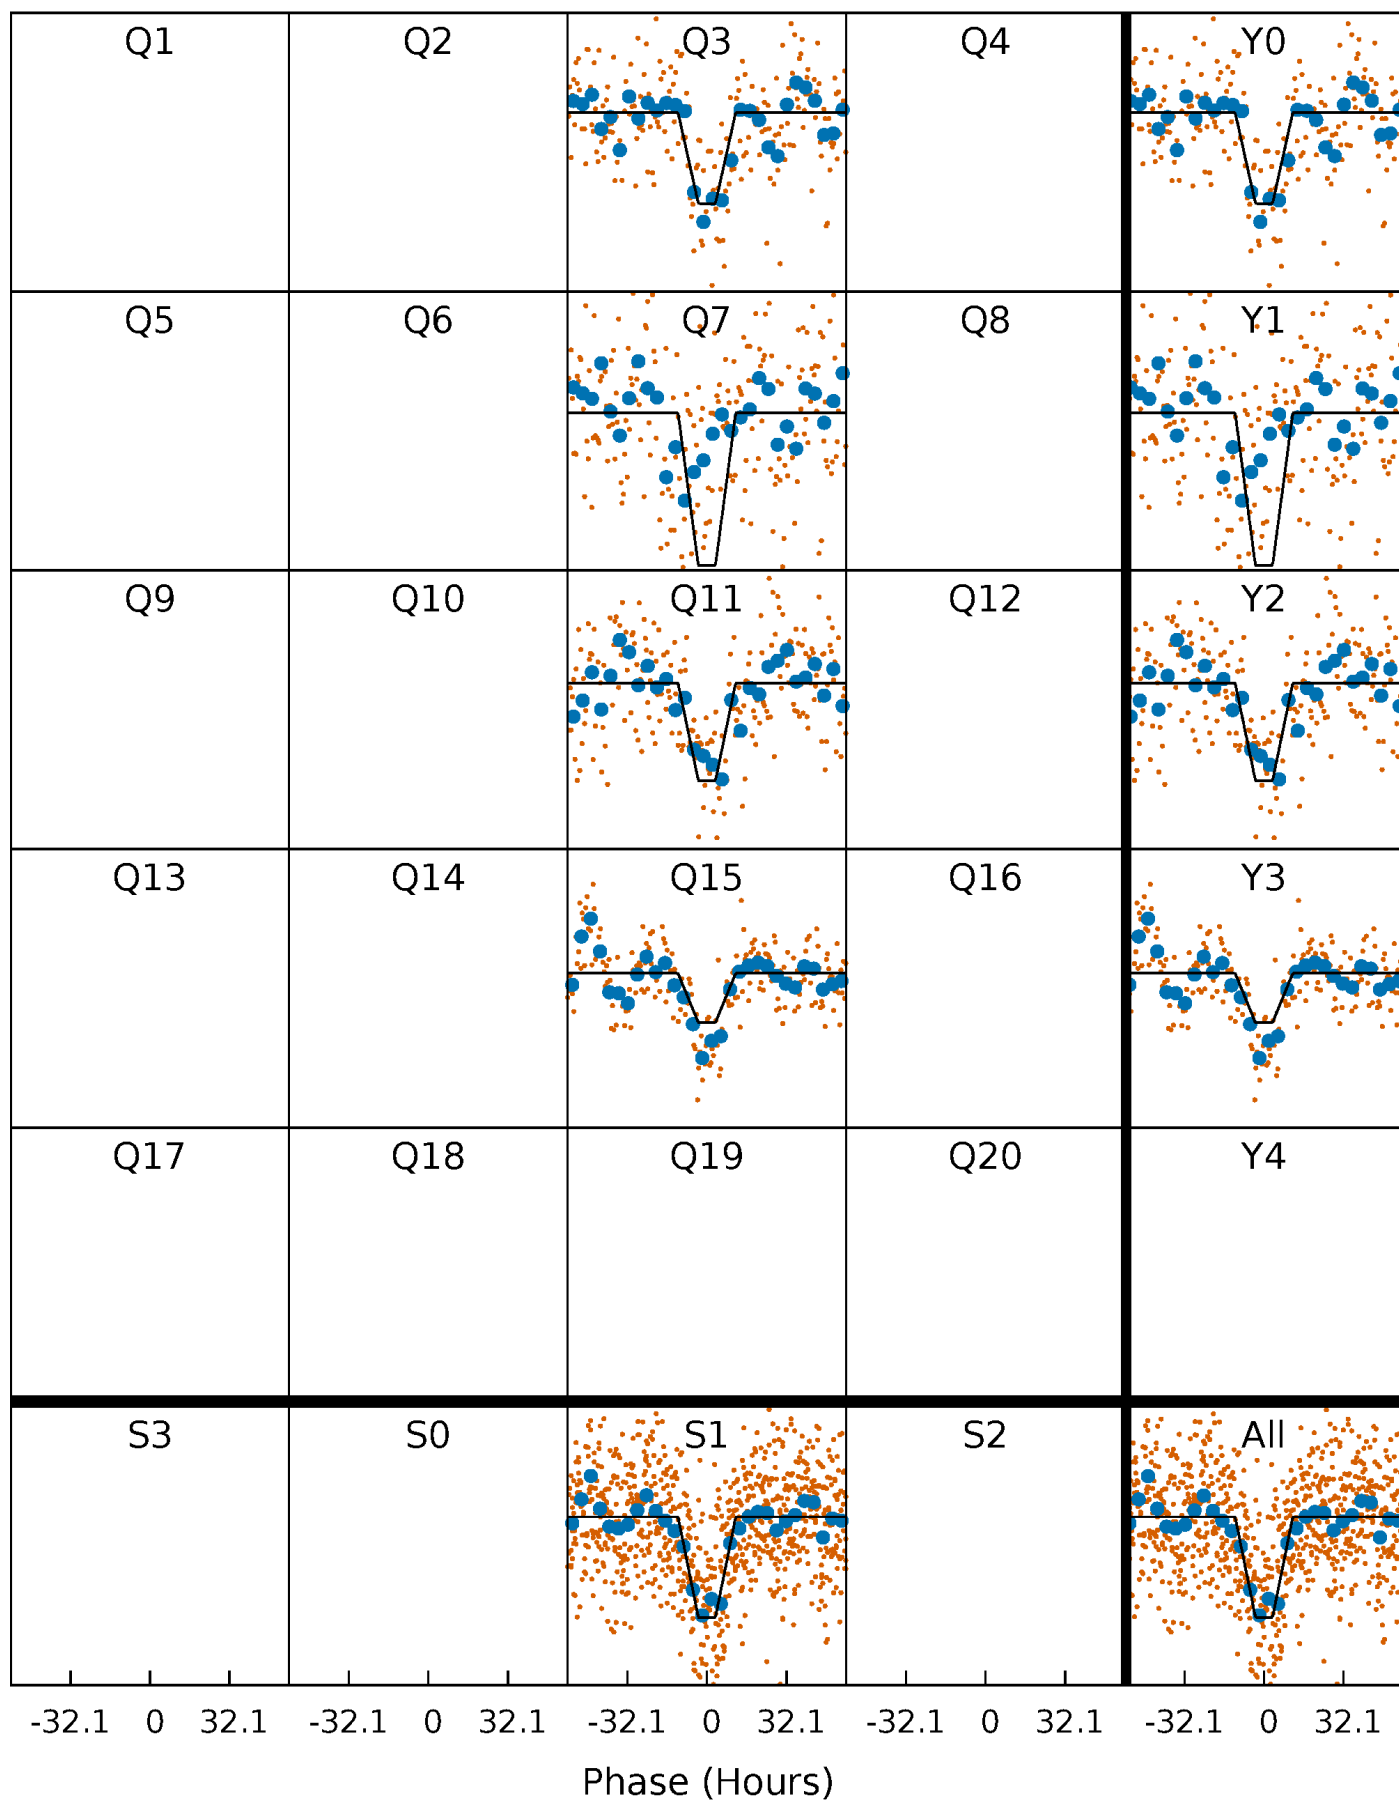 Q1 Q2 Q3 Q4 Y0
Q5 Q6 Q7 Q8 Y1
Q9 Q10 Q11 Q12 Y2
Q13 Q14 Q15 Q16 Y3
Q17 Q18 Q19 Q20 Y4
S3 S0 S1 S2 All
-32.1 0 32.1 -32.1 0 32.1 -32.1 0 32.1 -32.1 0 32.1 -32.1 0 32.1
Phase (Hours)